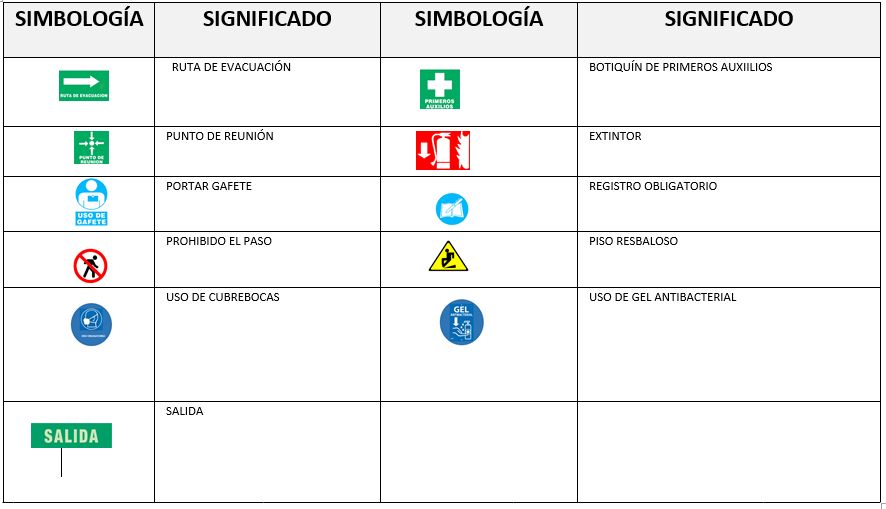 SIMBOLOGÍA SIGNIFICADO SIMBOLOGÍA SIGNIFICADO
RUTA DE EVACUACION
RUTA DE EVACUACIÓN
PRIMEROS
AUXILIOS
BOTIQUÍN DE PRIMEROS AUXIILIOS
PUNTO DE
REUNION
PUNTO DE REUNIÓN
EXTINTOR
USO DE
GAFETE
PORTAR GAFETE
REGISTRO OBLIGATORIO
PROHIBIDO EL PASO
PISO RESBALOSO
USO DE CUBREBOCAS
GEL
ANTIBACTERIAL
USO DE GEL ANTIBACTERIAL
SALIDA
SALIDA